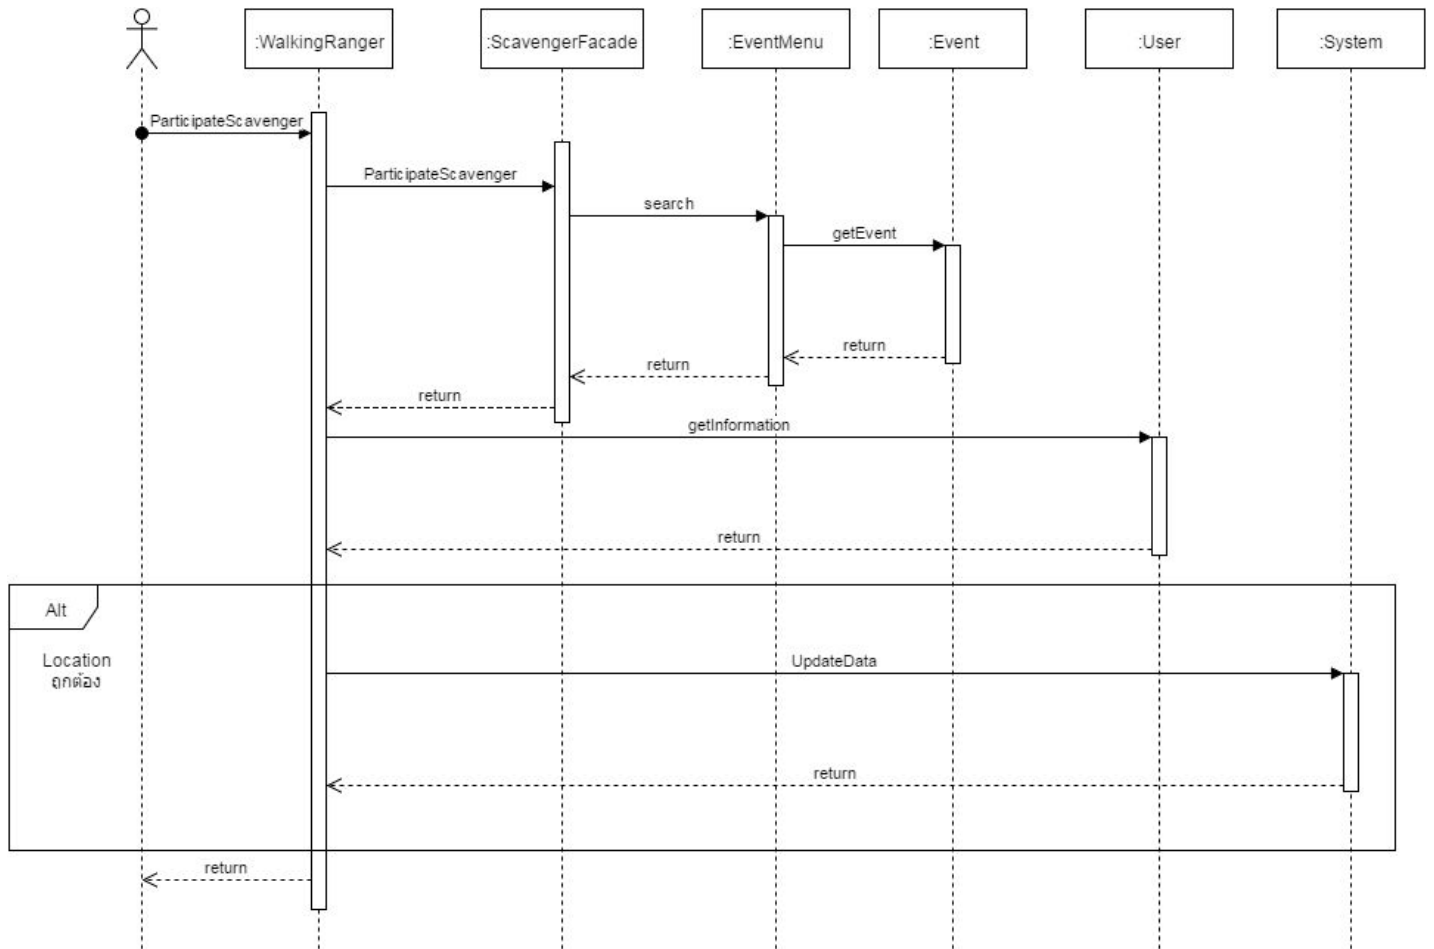 :WalkingRanger
:ScavengerFacade
:EventMenu
:Event
:User
:System
ParticipateScavenger
ParticipateScavenger
search
getEvent
return
return
return
getInformation
return
Alt
Location
ถูกต้อง
UpdateData
return
return